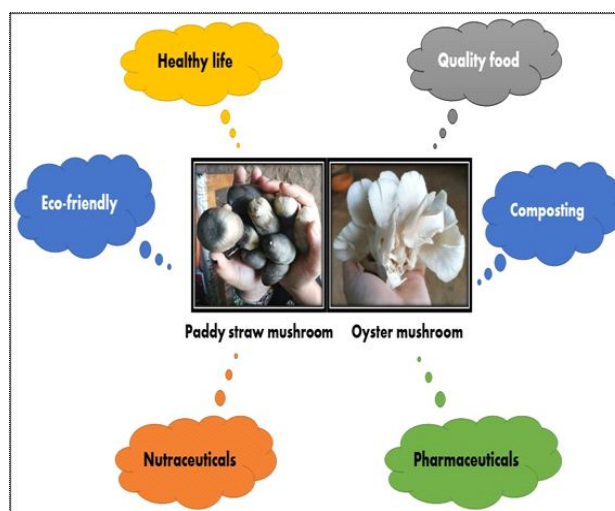 Healthy life
Quality food
Eco-friendly
Composting
Paddy straw mushroom
Oyster mushroom
Nutraceuticals
Pharmaceuticals